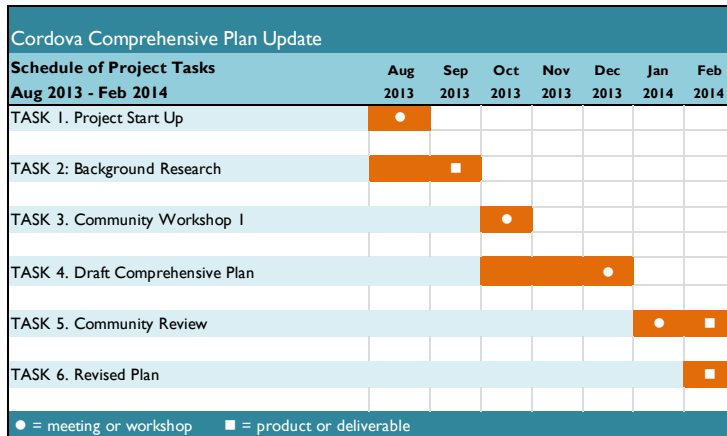 Cordova Comprehensive Plan Update
Schedule of Project Tasks Aug Sep Oct Nov Dec Jan Feb
Aug 2013 - Feb 2014 2013 2013 2013 2013 2013 2014 2014
TASK 1. Project Start Up
TASK 2: Background Research
TASK 3. Community Workshop 1
TASK 4. Draft Comprehensive Plan
TASK 5. Community Review
TASK 6. Revised Plan
= meeting or workshop = product or deliverable